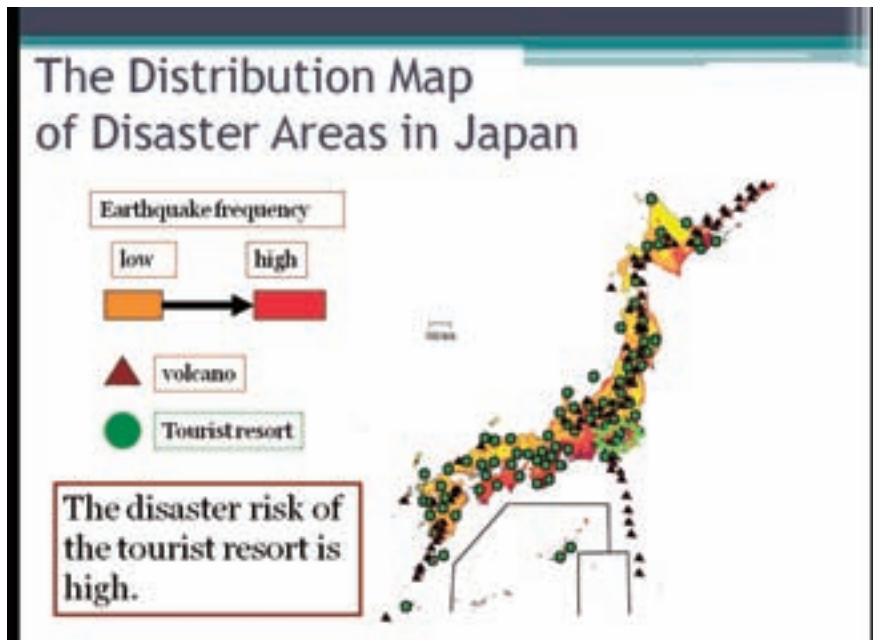 The Distribution Map
of Disaster Areas in Japan
Earthquake frequency
low
high
volcano
Tourist resort
The disaster risk of
the tourist resort is
high.